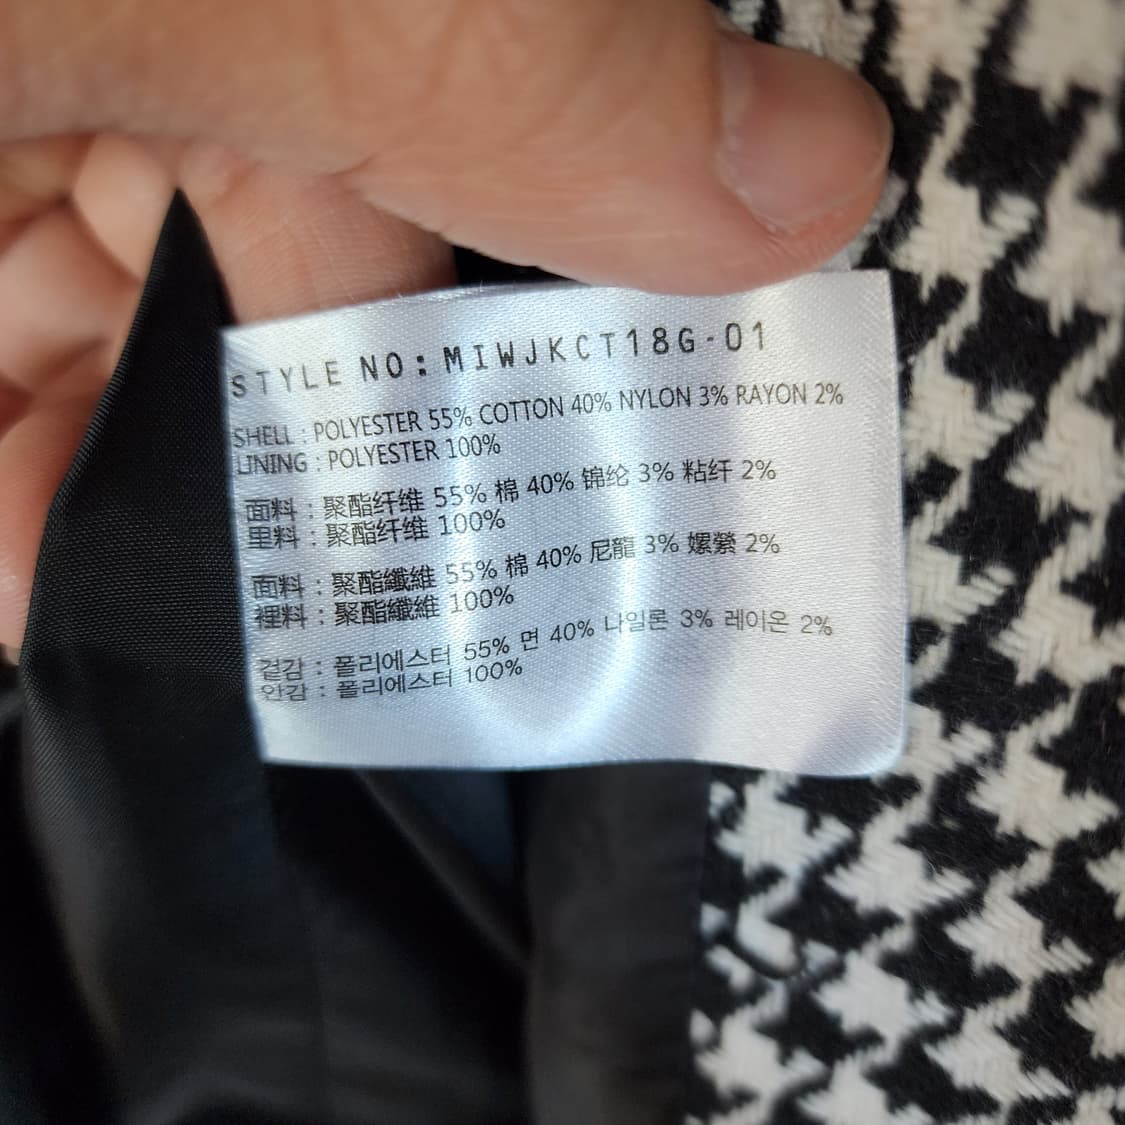 STYLE NO: MIWJKCT18G-01
SHELL : POLYESTER 55% COTTON 40% NYLON 3% RAYON 2%
LINING : POLYESTER 100%
面料 : 聚酯纤维 55% 棉 40% 锦纶 3% 粘纤 2%
里料 : 聚酯纤维 100%
面料 : 聚酯纖維 55% 棉 40% 尼龍 3% 嫘縈 2%
裡料 : 聚酯纖維 100%
겉감 : 폴리에스터 55% 면 40% 나일론 3% 레이온 2%
안감 : 폴리에스터 100%